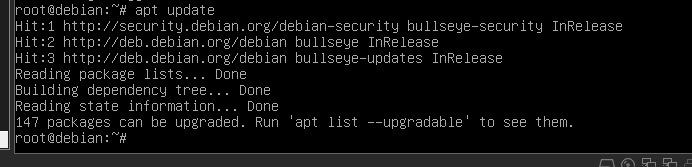 root@debian:~# apt update
Hit:1 http://security.debian.org/debian-security bullseye-security InRelease
Hit:2 http://deb.debian.org/debian bullseye InRelease
Hit:3 http://deb.debian.org/debian bullseye-updates InRelease
Reading package lists... Done
Building dependency tree... Done
Reading state information... Done
147 packages can be upgraded. Run 'apt list --upgradable' to see them.
root@debian:~#